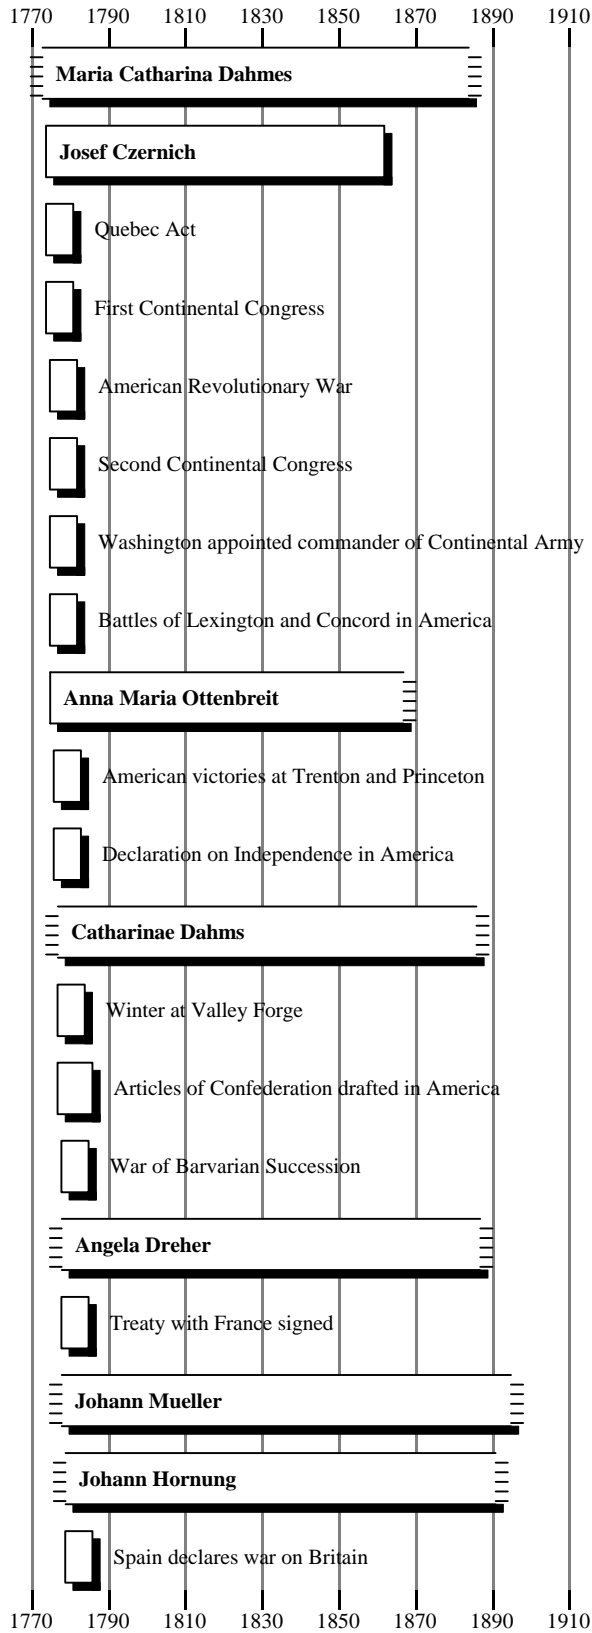 1770 1790 1810 1830 1850 1870 1890 1910
Maria Catharina Dahmes
Josef Czernich
Quebec Act
First Continental Congress
American Revolutionary War
Second Continental Congress
Washington appointed commander of Continental Army
Battles of Lexington and Concord in America
Anna Maria Ottenbreit
American victories at Trenton and Princeton
Declaration on Independence in America
Catharinae Dahms
Winter at Valley Forge
Articles of Confederation drafted in America
War of Barvarian Succession
Angela Dreher
Treaty with France signed
Johann Mueller
Johann Hornung
Spain declares war on Britain
1770 1790 1810 1830 1850 1870 1890 1910